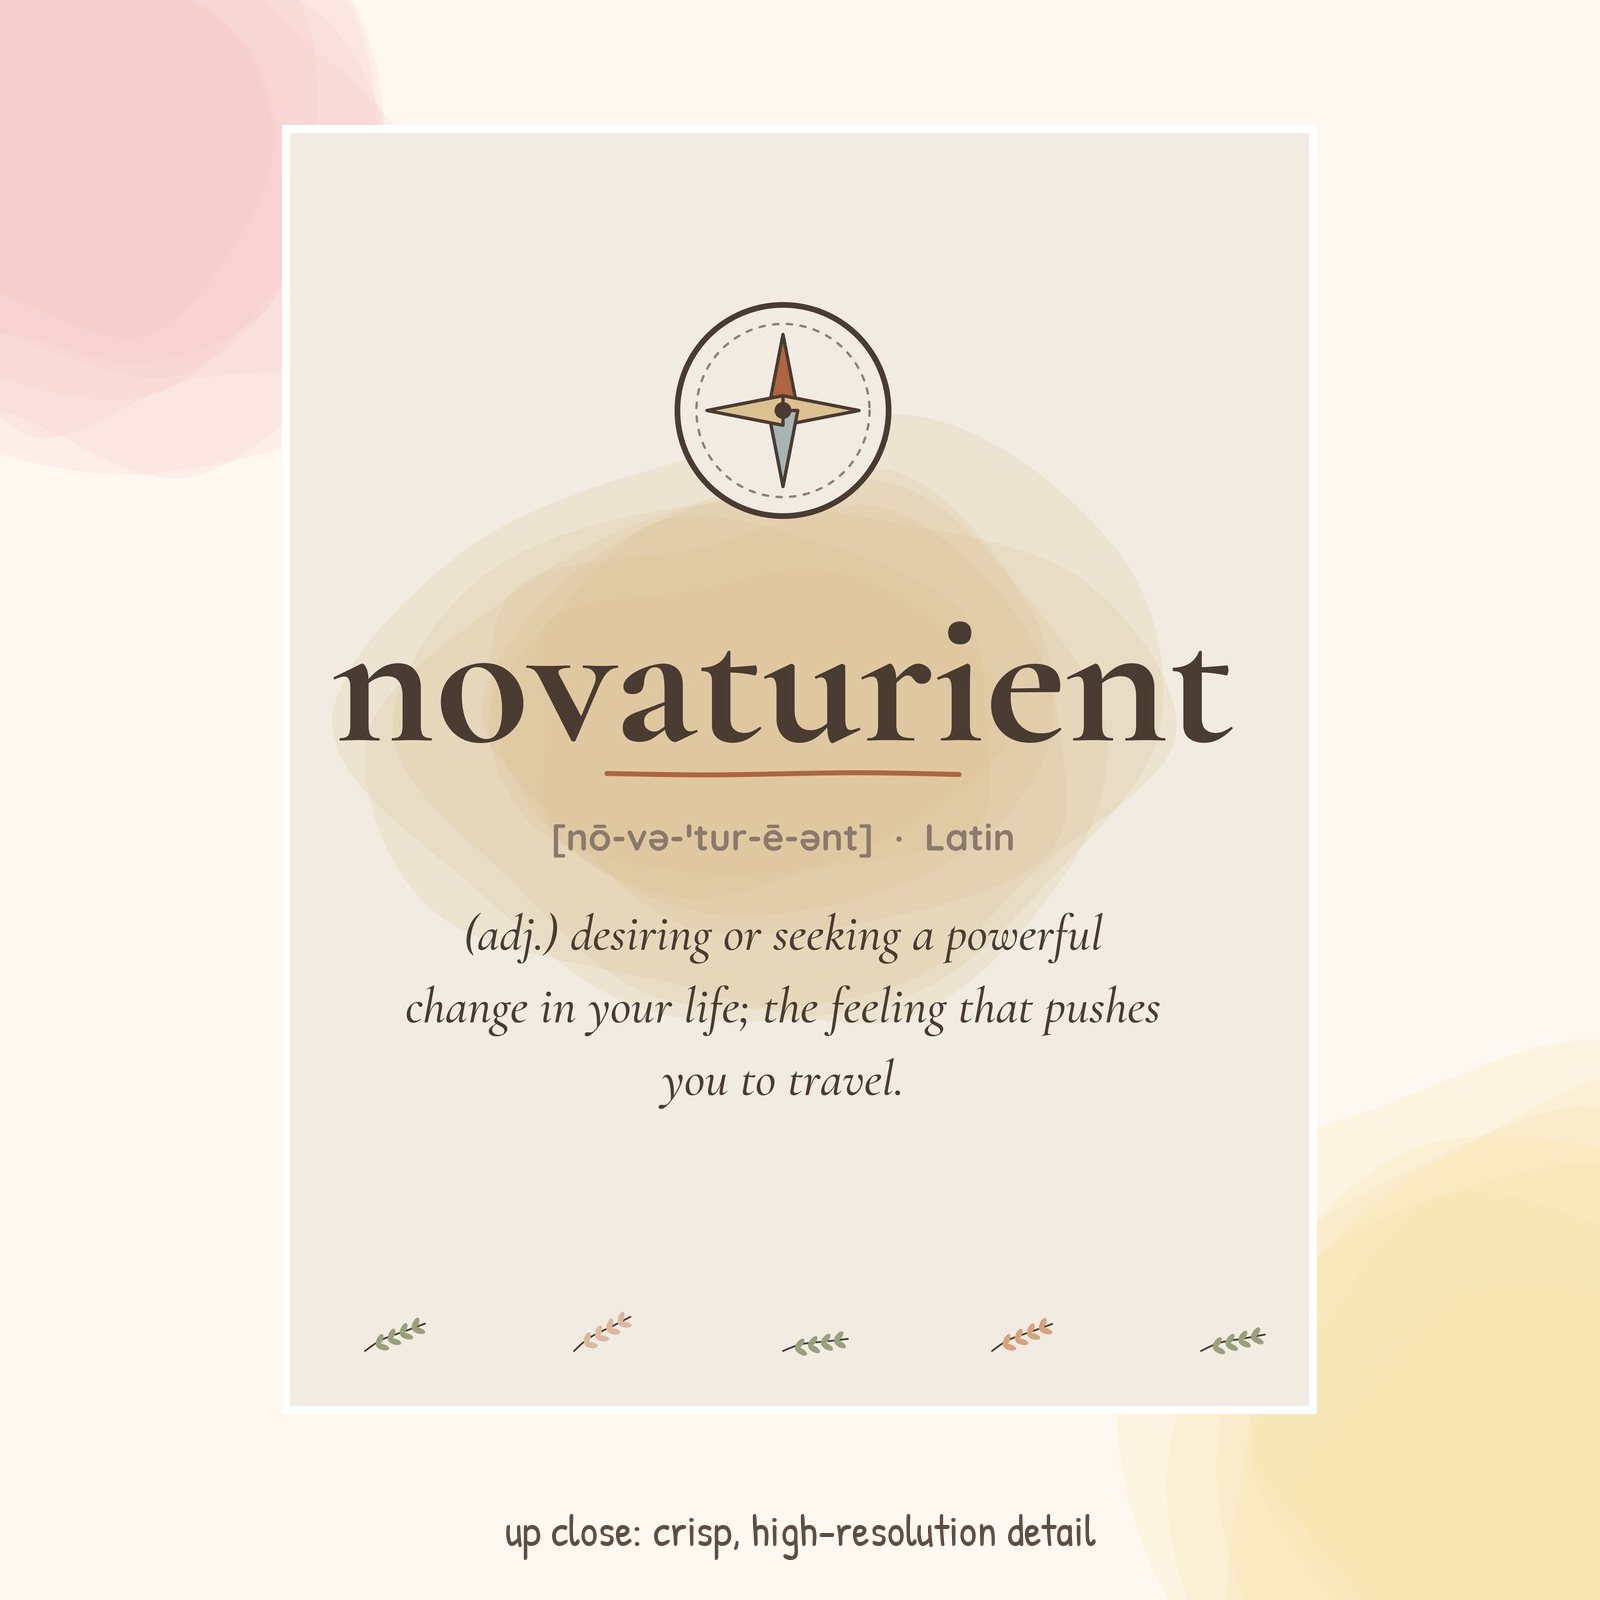 novaturient
[nō-və-ˈtur-ē-ənt] · Latin
(adj.) desiring or seeking a powerful
change in your life; the feeling that pushes
you to travel.
up close: crisp, high-resolution detail